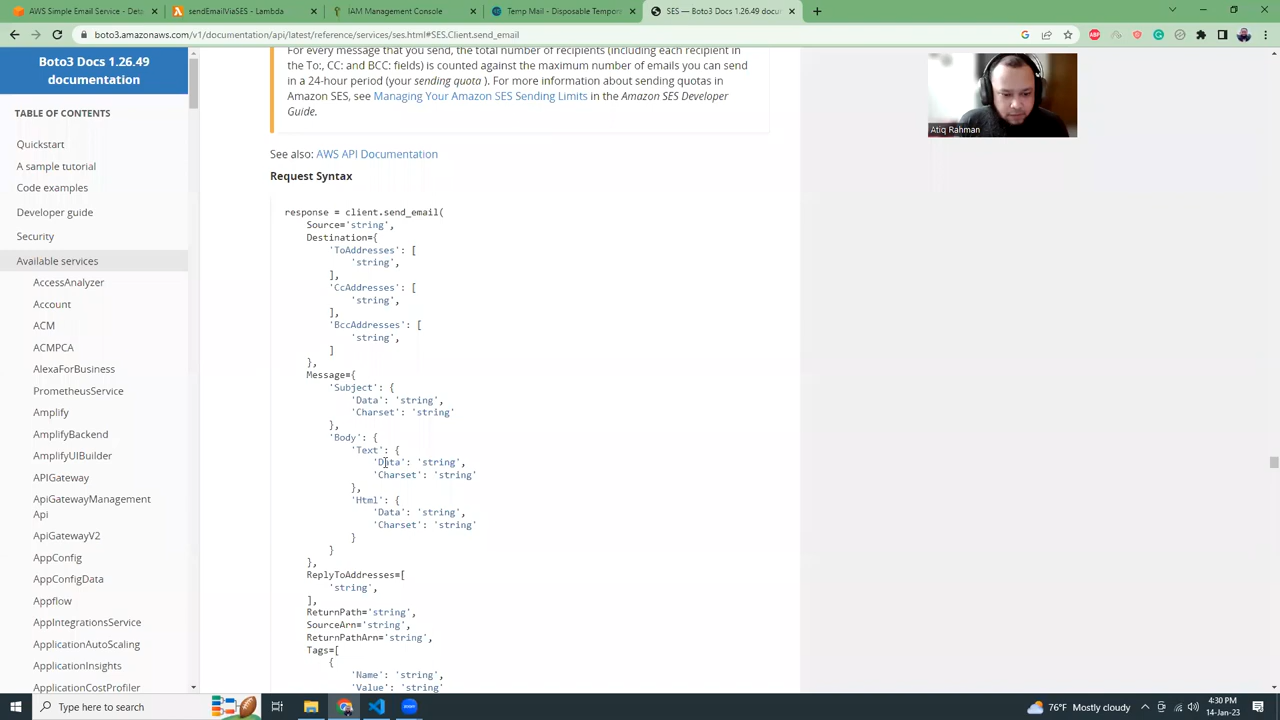 AWS Simple Email Service - Deta
sendEmailViaSES - Lambda
IAM Management Console
Temp Mail - Disposable Tempora
SES — Boto3 Docs 1.26.49 docum
boto3.amazonaws.com/v1/documentation/api/latest/reference/services/ses.html#SES.Client.send_email
Boto3 Docs 1.26.49
documentation
TABLE OF CONTENTS
Quickstart
A sample tutorial
Code examples
Developer guide
Security
Available services
AccessAnalyzer
Account
ACM
ACMPCA
AlexaForBusiness
PrometheusService
Amplify
AmplifyBackend
AmplifyUIBuilder
APIGateway
ApiGatewayManagement
Api
ApiGatewayV2
AppConfig
AppConfigData
Appflow
AppIntegrationsService
ApplicationAutoScaling
ApplicationInsights
ApplicationCostProfiler
For every message that you send, the total number of recipients (including each recipient in
the To:, CC: and BCC: fields) is counted against the maximum number of emails you can send
in a 24-hour period (your sending quota ). For more information about sending quotas in
Amazon SES, see Managing Your Amazon SES Sending Limits in the Amazon SES Developer
Guide.
See also: AWS API Documentation
Request Syntax
response = client.send_email(
Source='string',
Destination={
'ToAddresses': [
'string',
],
'CcAddresses': [
'string',
],
'BccAddresses': [
'string',
]
},
Message={
'Subject': {
'Data': 'string',
'Charset': 'string'
},
'Body': {
'Text': {
'Data': 'string',
'Charset': 'string'
},
'Html': {
'Data': 'string',
'Charset': 'string'
}
}
},
ReplyToAddresses=[
'string',
],
ReturnPath='string',
SourceArn='string',
ReturnPathArn='string',
Tags=[
{
'Name': 'string',
'Value': 'string'
Atiq Rahman
Type here to search
76°F Mostly cloudy
4:30 PM
14-Jan-23